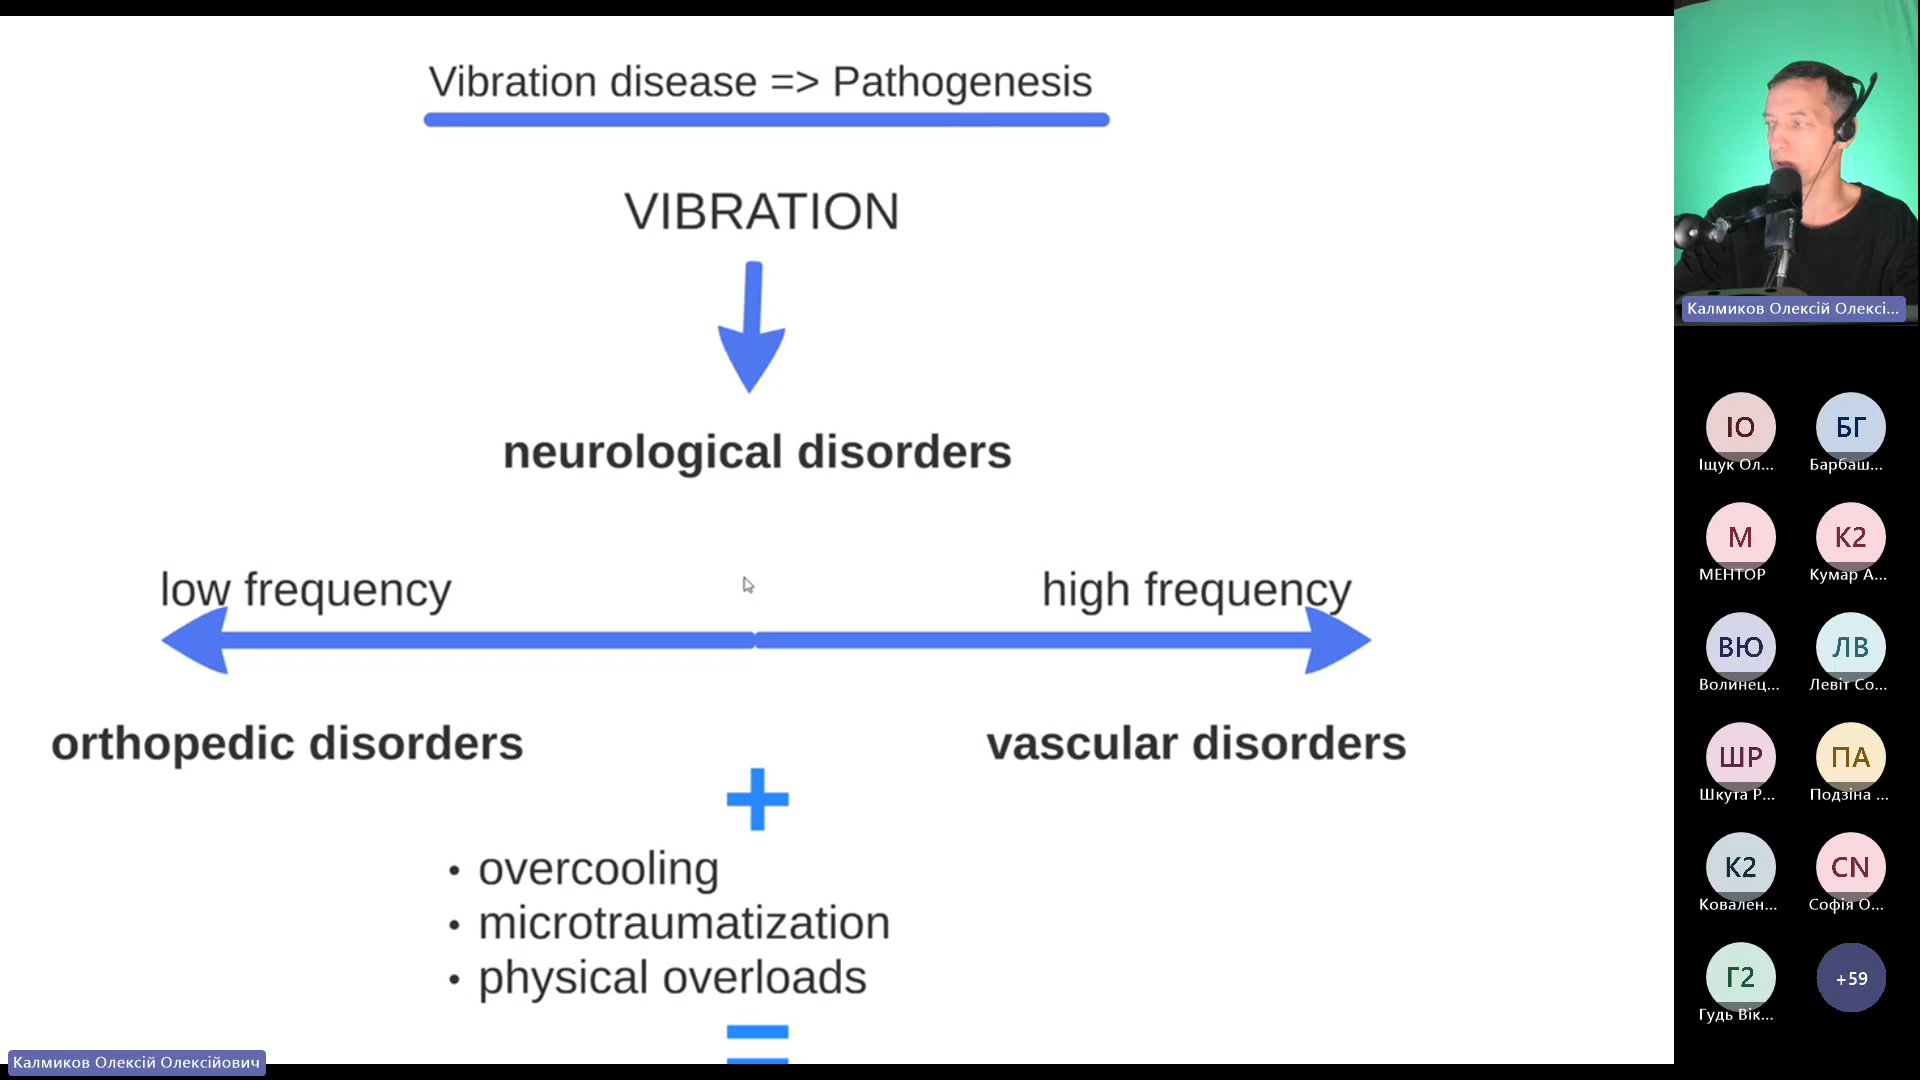 Vibration disease => Pathogenesis
VIBRATION
neurological disorders
low frequency
high frequency
orthopedic disorders
vascular disorders
+
• overcooling
• microtraumatization
• physical overloads
=
Калмиков Олексій Олексійович
Калмиков Олексій Олексі...
ІО
Іщук Ол...
БГ
Барбаш...
М
МЕНТОР
К2
Кумар А...
ВЮ
Волинец...
ЛВ
Левіт Со...
ШР
Шкута Р...
ПА
Подзіна ...
К2
Ковален...
СN
Софія О...
Г2
Гудь Вік...
+59